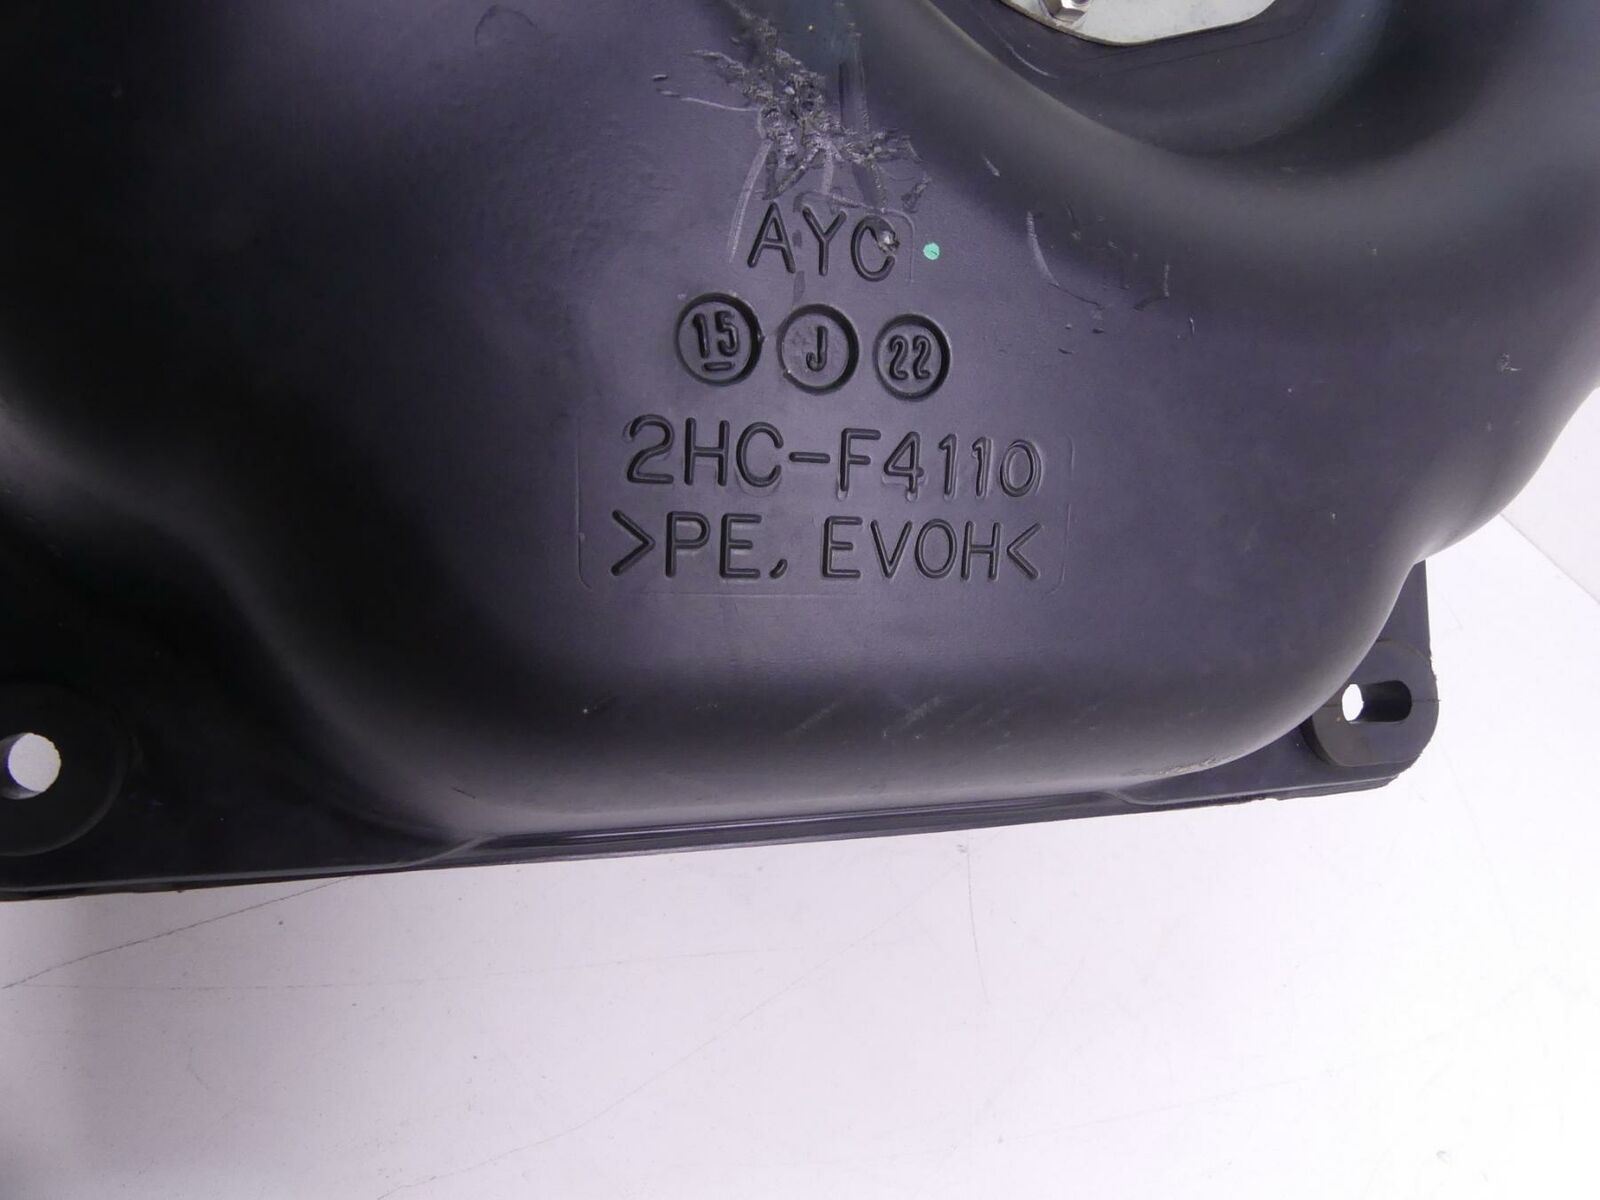 AYC
15 J 22
2HC-F4110
>PE, EVOH<